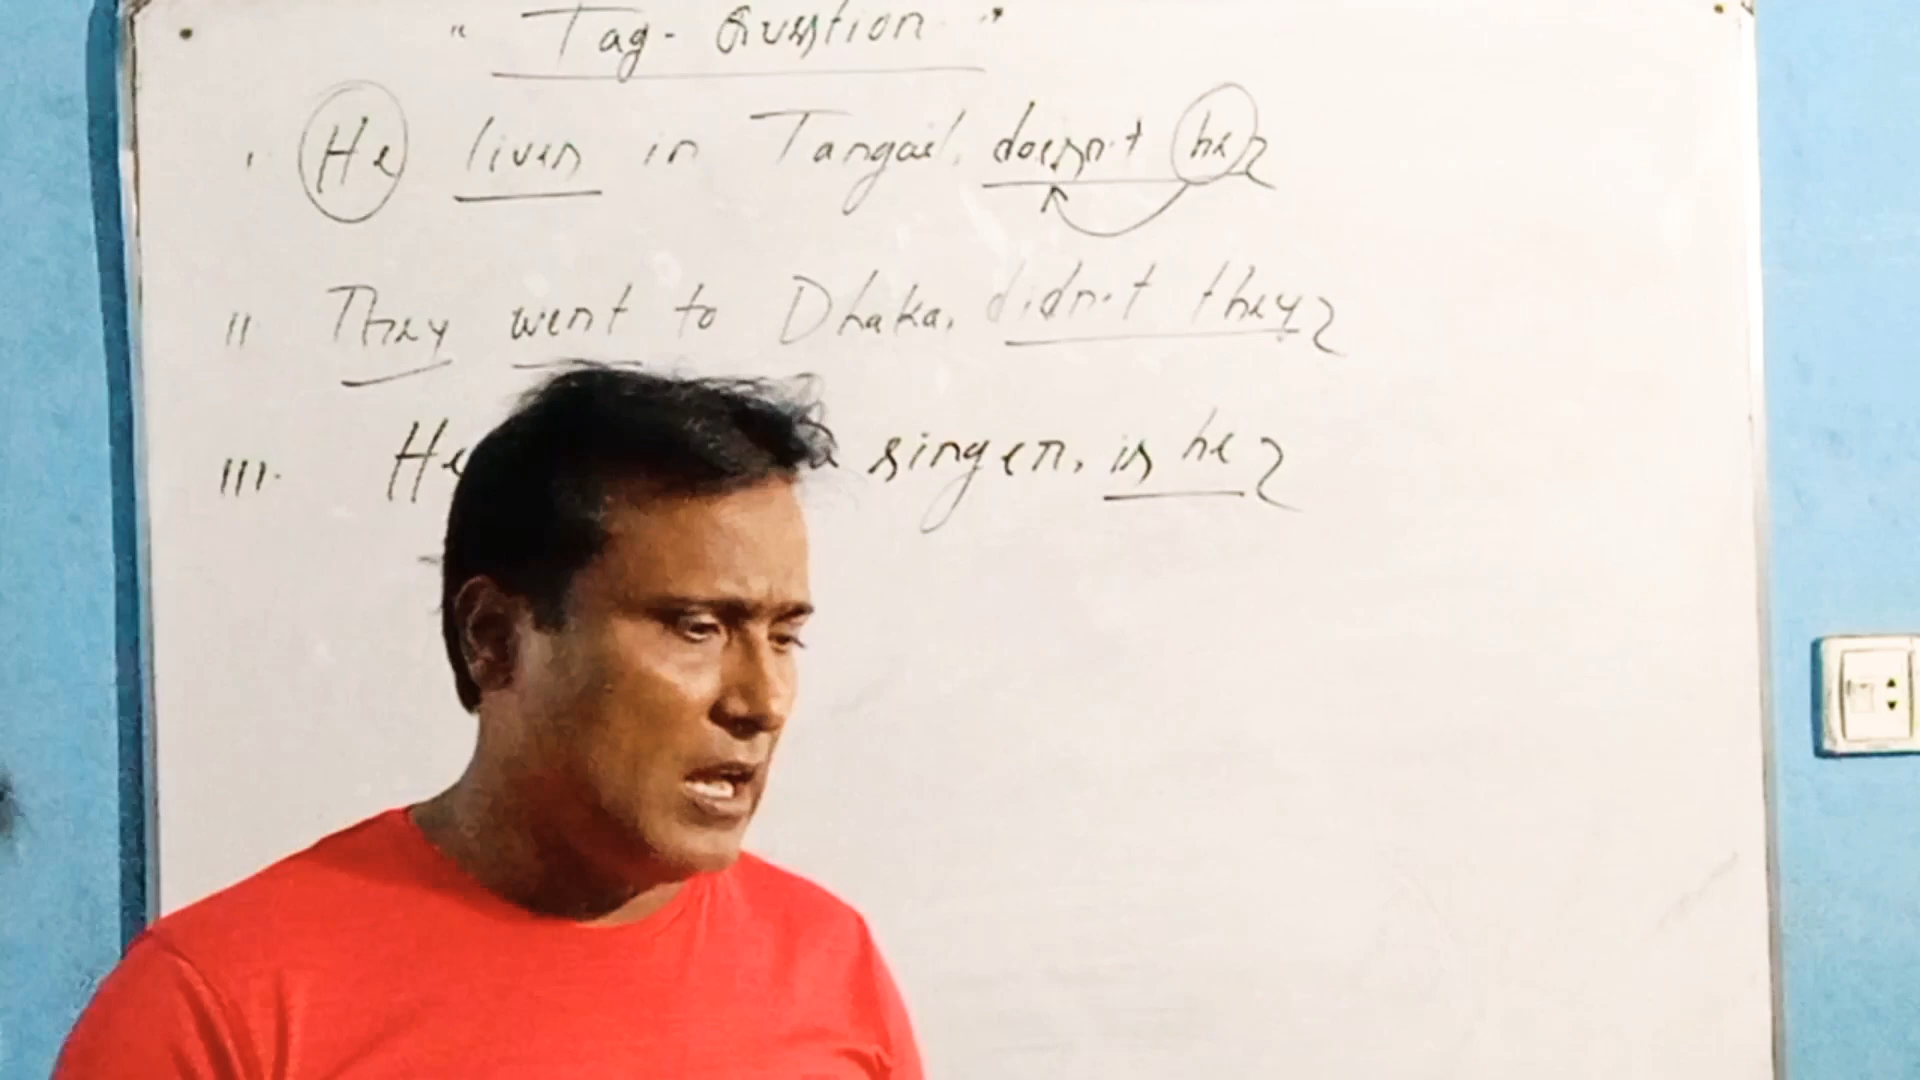 " Tag-Question "
i He lives in Tangail, doesn't he?
ii They went to Dhaka, didn't they?
iii. He a singer, is he?